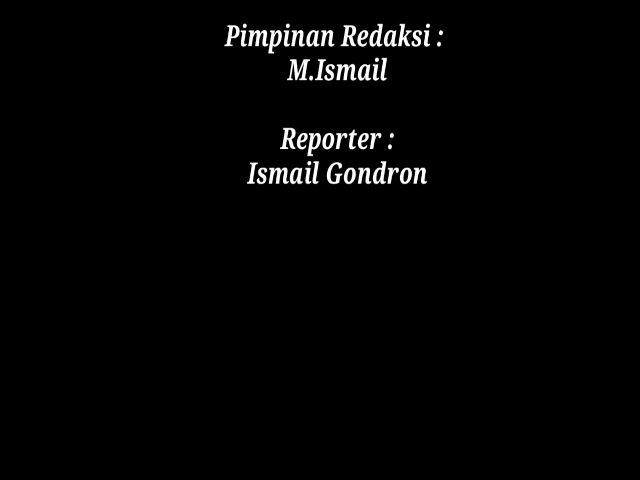 Pimpinan Redaksi :
M.Ismail
Reporter :
Ismail Gondron